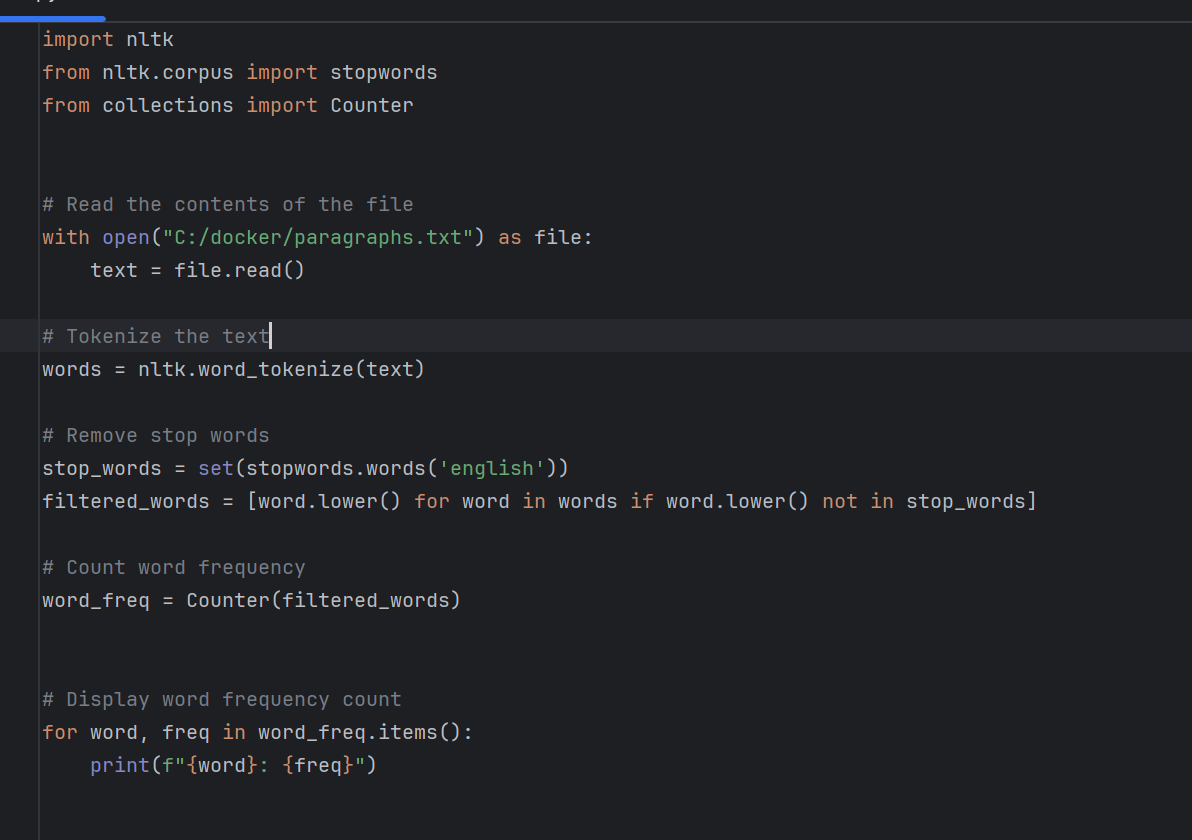 import nltk
from nltk.corpus import stopwords
from collections import Counter
# Read the contents of the file
with open("C:/docker/paragraphs.txt") as file:
    text = file.read()
# Tokenize the text
words = nltk.word_tokenize(text)
# Remove stop words
stop_words = set(stopwords.words('english'))
filtered_words = [word.lower() for word in words if word.lower() not in stop_words]
# Count word frequency
word_freq = Counter(filtered_words)
# Display word frequency count
for word, freq in word_freq.items():
    print(f"{word}: {freq}")